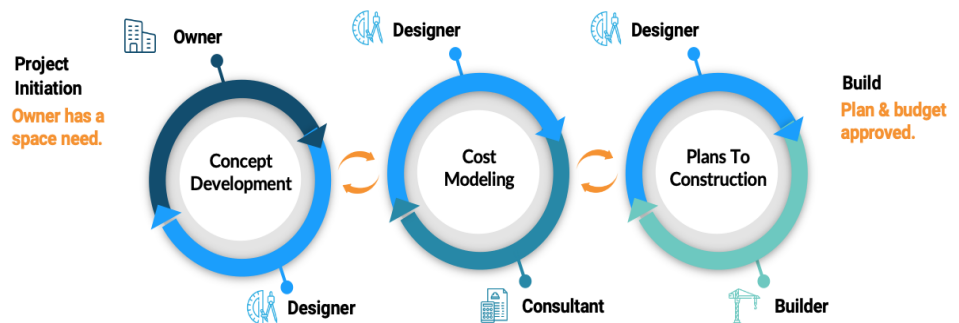 Project
Initiation
Owner has a
space need.
Owner
Concept
Development
Designer
Designer
Cost
Modeling
Consultant
Designer
Plans To
Construction
Builder
Build
Plan & budget
approved.